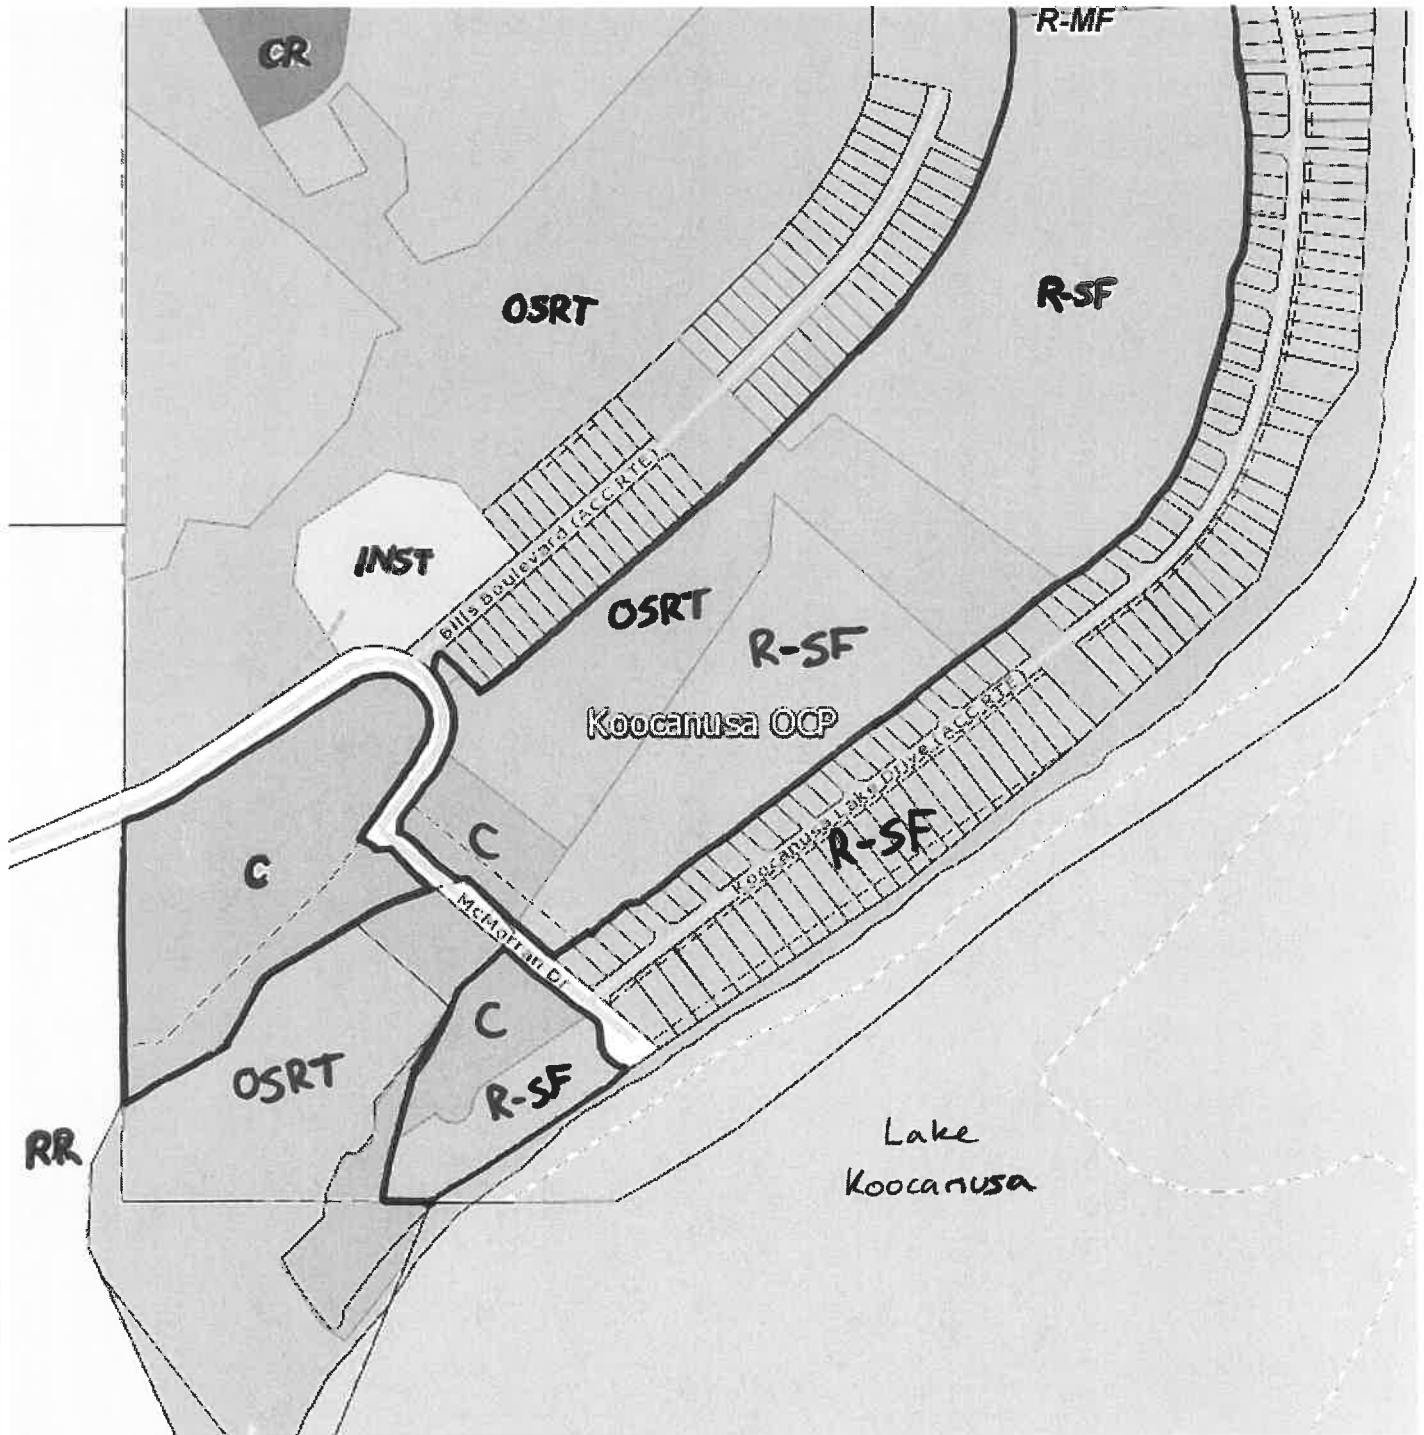 R-MF
CR
OSRT
R-SF
INST
Boulevard (ACC RTE)
OSRT
R-SF
Koocanusa OCP
Koocanusa Lake Drive (ACC RTE)
C
R-SF
C
McMorran Dr
C
OSRT
R-SF
RR
Lake
Koocanusa